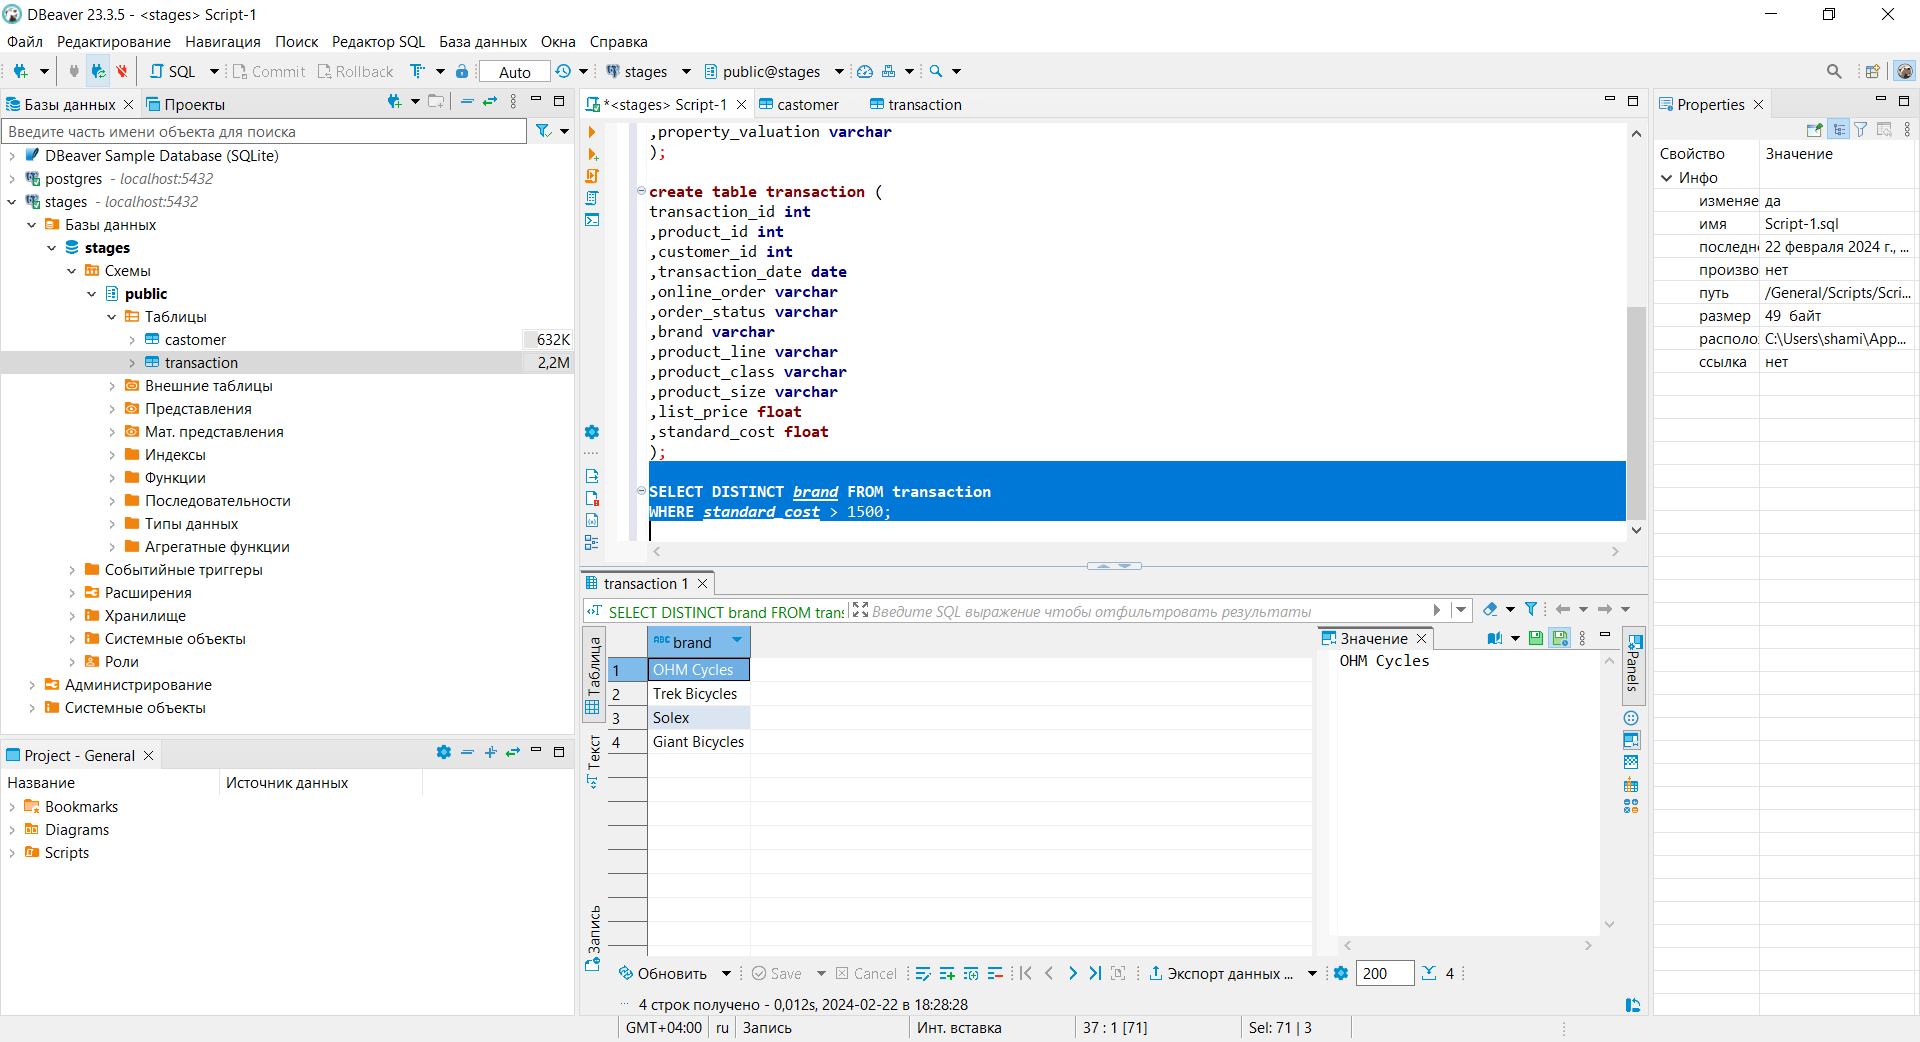 DBeaver 23.3.5 - <stages> Script-1
Файл Редактирование Навигация Поиск Редактор SQL База данных Окна Справка
SQL Commit Rollback Auto stages public@stages
Базы данных Проекты
Введите часть имени объекта для поиска
DBeaver Sample Database (SQLite)
postgres - localhost:5432
stages - localhost:5432
Базы данных
stages
Схемы
public
Таблицы
castomer 632K
transaction 2,2M
Внешние таблицы
Представления
Мат. представления
Индексы
Функции
Последовательности
Типы данных
Агрегатные функции
Событийные триггеры
Расширения
Хранилище
Системные объекты
Роли
Администрирование
Системные объекты
Project - General
Название Источник данных
Bookmarks
Diagrams
Scripts
*<stages> Script-1 castomer transaction
,property_valuation varchar
);
create table transaction (
transaction_id int
,product_id int
,customer_id int
,transaction_date date
,online_order varchar
,order_status varchar
,brand varchar
,product_line varchar
,product_class varchar
,product_size varchar
,list_price float
,standard_cost float
);
SELECT DISTINCT brand FROM transaction
WHERE standard_cost > 1500;
transaction 1
SELECT DISTINCT brand FROM trans Введите SQL выражение чтобы отфильтровать результаты
Таблица
Текст
Запись
ABC brand
1 OHM Cycles
2 Trek Bicycles
3 Solex
4 Giant Bicycles
Значение
OHM Cycles
Panels
Обновить Save Cancel Экспорт данных ... 200 4
4 строк получено - 0,012s, 2024-02-22 в 18:28:28
GMT+04:00 ru Запись Инт. вставка 37 : 1 [71] Sel: 71 | 3
Properties
Свойство Значение
Инфо
изменяе да
имя Script-1.sql
последн 22 февраля 2024 г., ...
произво нет
путь /General/Scripts/Scri...
размер 49 байт
располо C:\Users\shami\App...
ссылка нет